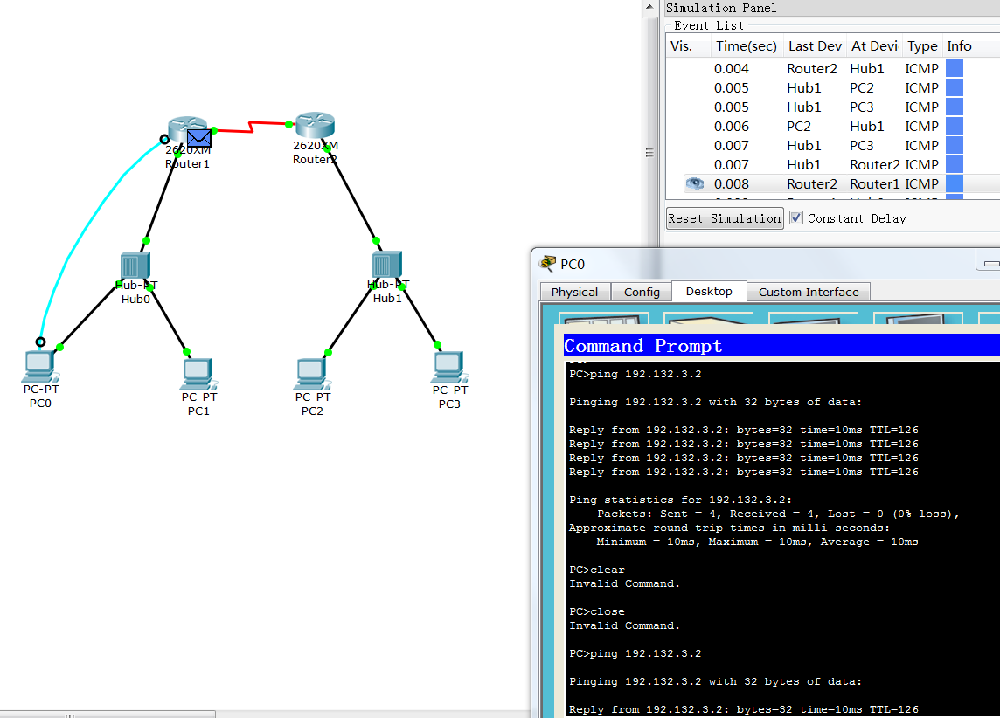 Simulation Panel
Event List
Vis. Time(sec) Last Dev At Devi Type Info
0.004 Router2 Hub1 ICMP
0.005 Hub1 PC2 ICMP
0.005 Hub1 PC3 ICMP
0.006 PC2 Hub1 ICMP
0.007 Hub1 PC3 ICMP
0.007 Hub1 Router2 ICMP
0.008 Router2 Router1 ICMP
Reset Simulation Constant Delay
2620XM
Router1
2620XM
Router2
Hub-PT
Hub0
Hub-PT
Hub1
PC-PT
PC0
PC-PT
PC1
PC-PT
PC2
PC-PT
PC3
PC0
Physical Config Desktop Custom Interface
Command Prompt
PC>ping 192.132.3.2
Pinging 192.132.3.2 with 32 bytes of data:
Reply from 192.132.3.2: bytes=32 time=10ms TTL=126
Reply from 192.132.3.2: bytes=32 time=10ms TTL=126
Reply from 192.132.3.2: bytes=32 time=10ms TTL=126
Reply from 192.132.3.2: bytes=32 time=10ms TTL=126
Ping statistics for 192.132.3.2:
Packets: Sent = 4, Received = 4, Lost = 0 (0% loss),
Approximate round trip times in milli-seconds:
Minimum = 10ms, Maximum = 10ms, Average = 10ms
PC>clear
Invalid Command.
PC>close
Invalid Command.
PC>ping 192.132.3.2
Pinging 192.132.3.2 with 32 bytes of data:
Reply from 192.132.3.2: bytes=32 time=10ms TTL=126